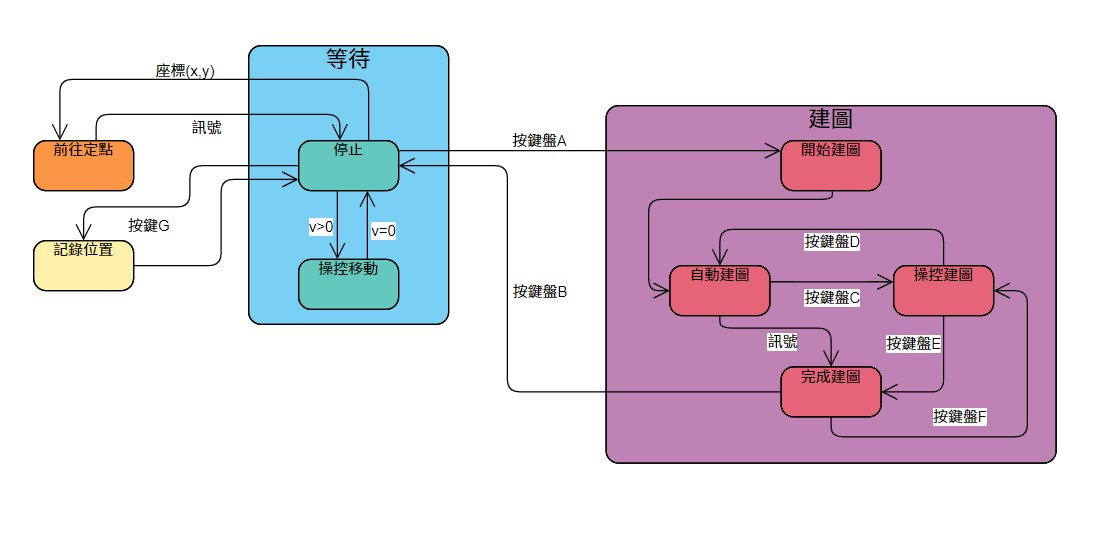 等待
座標(x,y)
訊號
前往定點
停止
按鍵盤A
建圖
開始建圖
按鍵G
記錄位置
v>0
v=0
操控移動
按鍵盤B
按鍵盤D
自動建圖
操控建圖
按鍵盤C
訊號
按鍵盤E
完成建圖
按鍵盤F